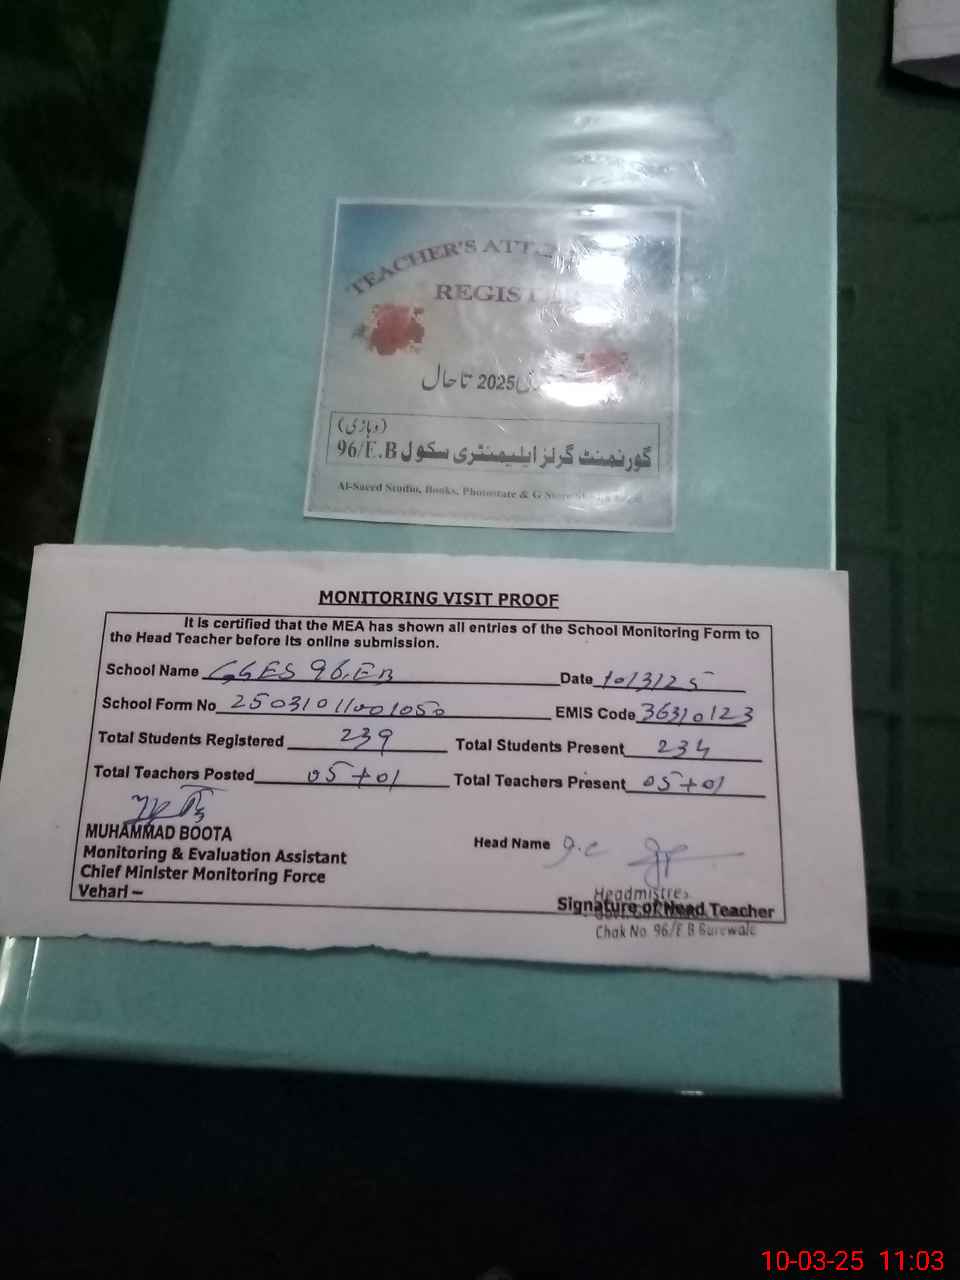 TEACHER'S
REGIST
2025 تا حال
(وہاڑی)
گورنمنٹ گرلز ایلیمنٹری سکول 96/E.B
Al-Saeed Studio, Books, Photostate & G Store
MONITORING VISIT PROOF
It is certified that the MEA has shown all entries of the School Monitoring Form to
the Head Teacher before its online submission.
School Name GGES 96.EB Date 10/3/25
School Form No EMIS Code 36310123
Total Students Registered 239 Total Students Present 234
Total Teachers Posted 05+01 Total Teachers Present 05+01
MUHAMMAD BOOTA
Monitoring & Evaluation Assistant
Chief Minister Monitoring Force
Vehari –
Head Name
Headmistres
Signature of Head Teacher
Chak No. 96/E B Burewala
10-03-25 11:03